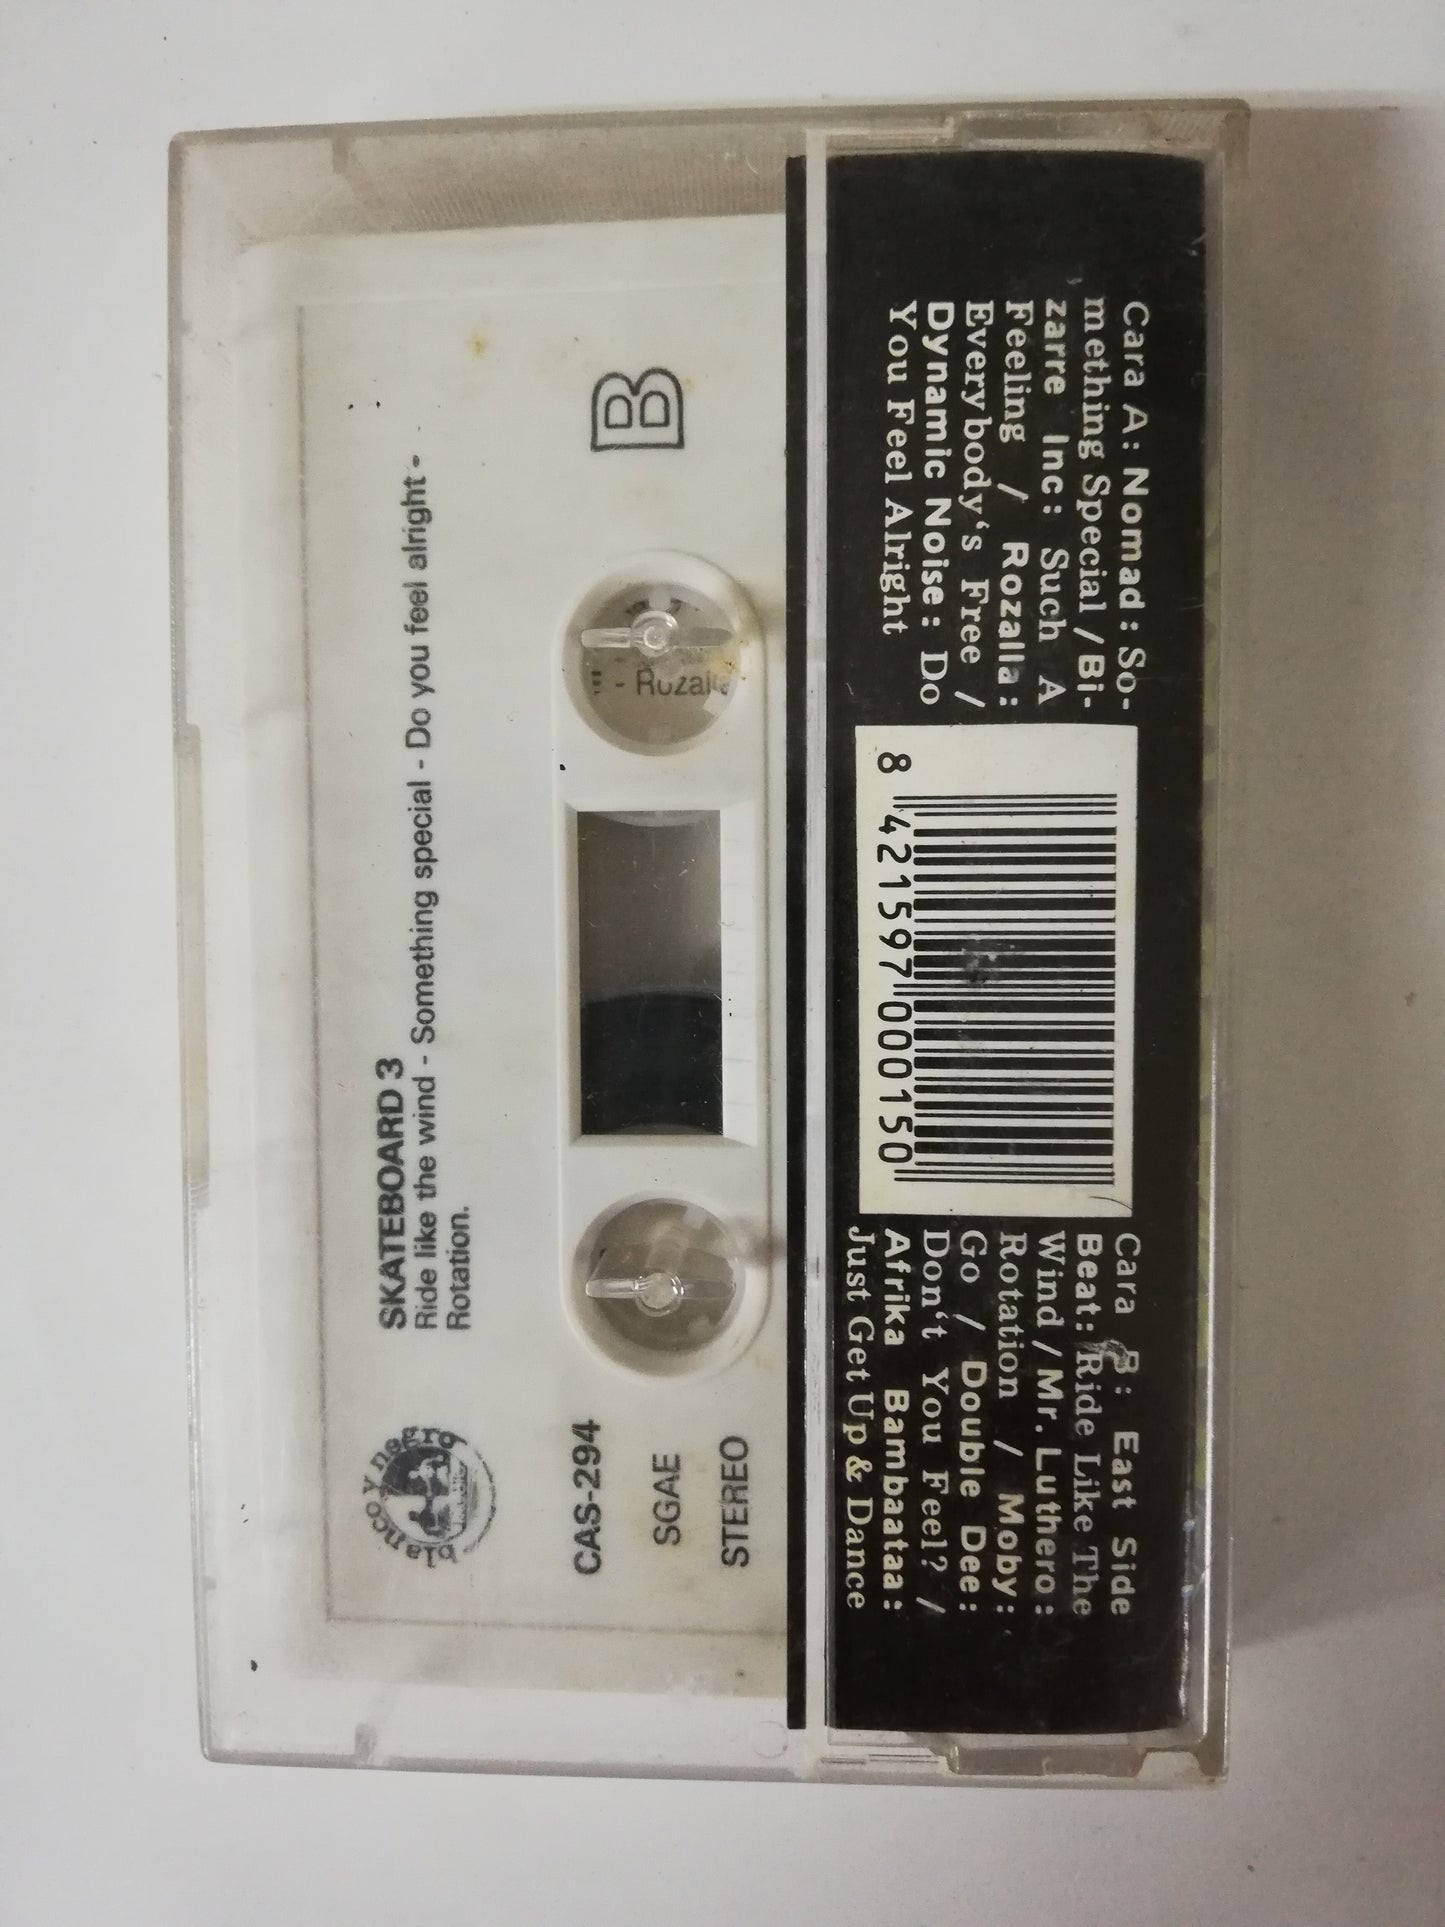 Cara A: Nomad: So-
mething Special / Bi-
zarre Inc: Such A
Feeling / Rozalla:
Everybody's Free /
Dynamic Noise: Do
You Feel Alright
8 421597 000150
Cara B: East Side
Beat: Ride Like The
Wind / Mr. Luthero:
Rotation / Moby:
Go / Double Dee:
Don't You Feel? /
Afrika Bambaataa:
Just Get Up & Dance
SKATEBOARD 3
Ride like the wind - Something special - Do you feel alright -
Rotation.
B
- Rozalla
blanco y negro
CAS-294
SGAE
STEREO